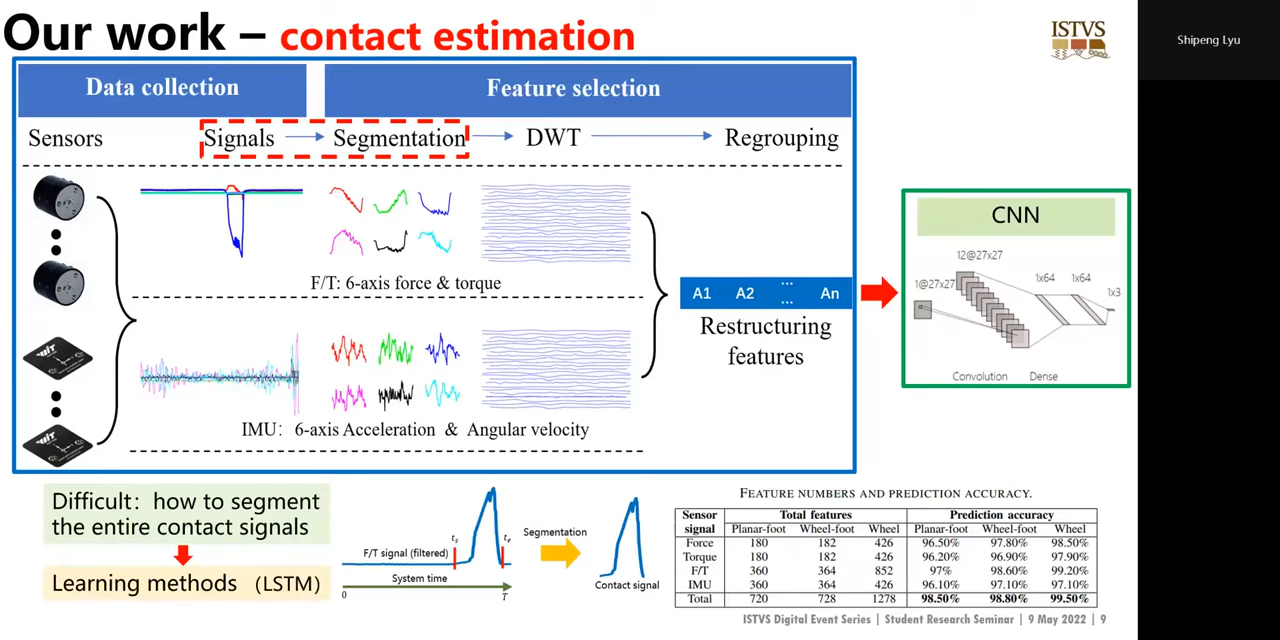 Our work – contact estimation
ISTVS
Shipeng Lyu
Data collection
Feature selection
Sensors
Signals
Segmentation
DWT
Regrouping
F/T: 6-axis force & torque
IMU: 6-axis Acceleration & Angular velocity
A1 A2 ... ... An
Restructuring
features
CNN
12@27x27
1@27x27
1x64
1x64
1x3
Convolution
Dense
Difficult: how to segment
the entire contact signals
Learning methods (LSTM)
F/T signal (filtered)
ts
te
System time
0
T
Segmentation
Contact signal
FEATURE NUMBERS AND PREDICTION ACCURACY.
Sensor signal Total features Prediction accuracy
Planar-foot Wheel-foot Wheel Planar-foot Wheel-foot Wheel
Force 180 182 426 96.50% 97.80% 98.50%
Torque 180 182 426 96.20% 96.90% 97.90%
F/T 360 364 852 97% 98.60% 99.20%
IMU 360 364 426 96.10% 97.10% 97.10%
Total 720 728 1278 98.50% 98.80% 99.50%
ISTVS Digital Event Series | Student Research Seminar | 9 May 2022 | 9